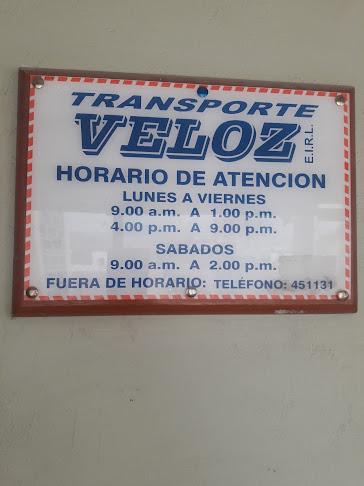 TRANSPORTE
VELOZ E.I.R.L.
HORARIO DE ATENCION
LUNES A VIERNES
9.00 a.m. A 1.00 p.m.
4.00 p.m. A 9.00 p.m.
SABADOS
9.00 a.m. A 2.00 p.m.
FUERA DE HORARIO: TELÉFONO: 451131